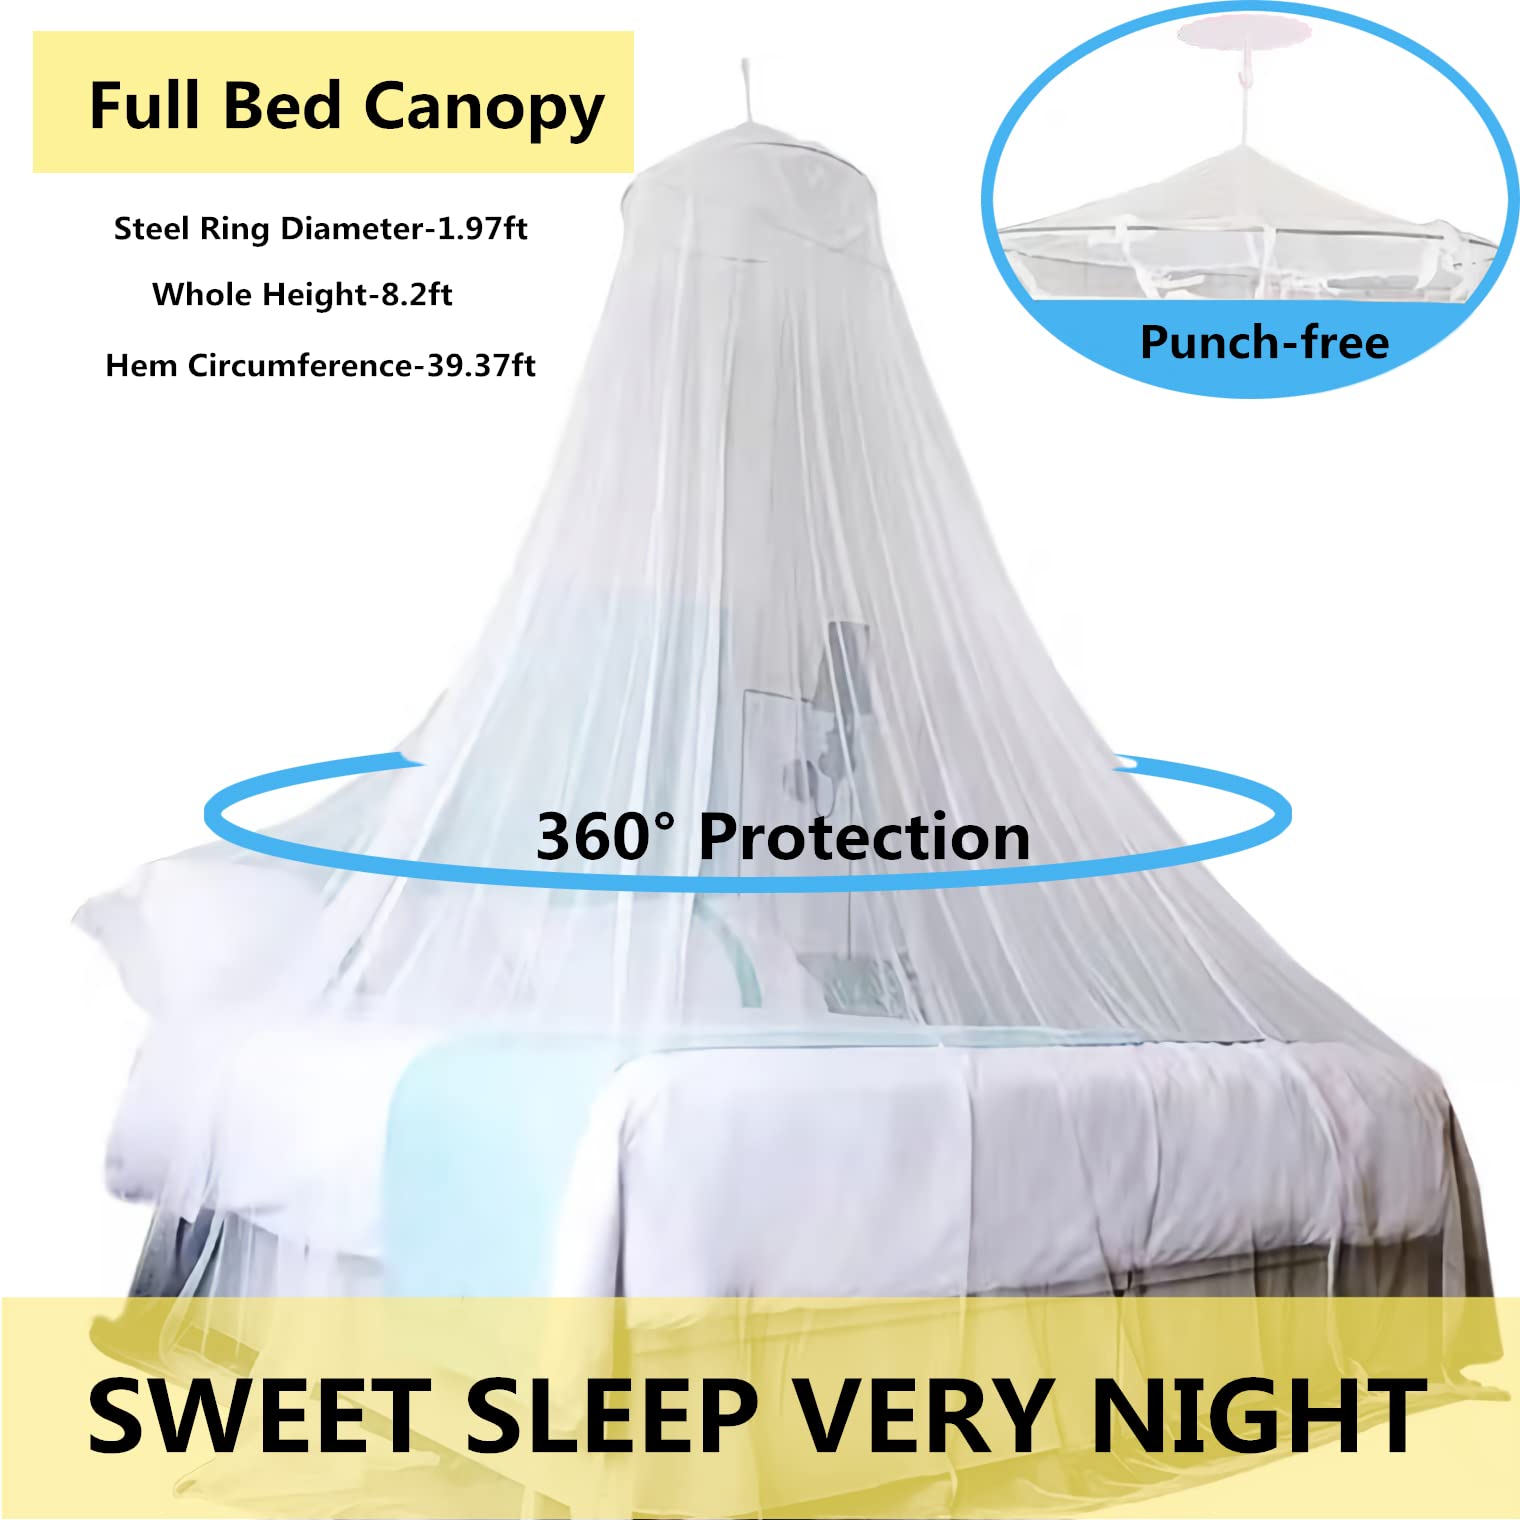 Full Bed Canopy
Steel Ring Diameter-1.97ft
Whole Height-8.2ft
Hem Circumference-39.37ft
Punch-free
360° Protection
SWEET SLEEP VERY NIGHT